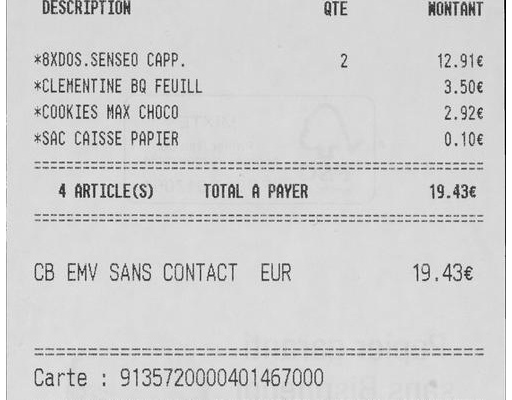 DESCRIPTION QTE MONTANT
*8XDOS.SENSEO CAPP. 2 12.91€
*CLEMENTINE BQ FEUILL 3.50€
*COOKIES MAX CHOCO 2.92€
*SAC CAISSE PAPIER 0.10€
4 ARTICLE(S) TOTAL A PAYER 19.43€
CB EMV SANS CONTACT EUR 19.43€
Carte : 9135720000401467000